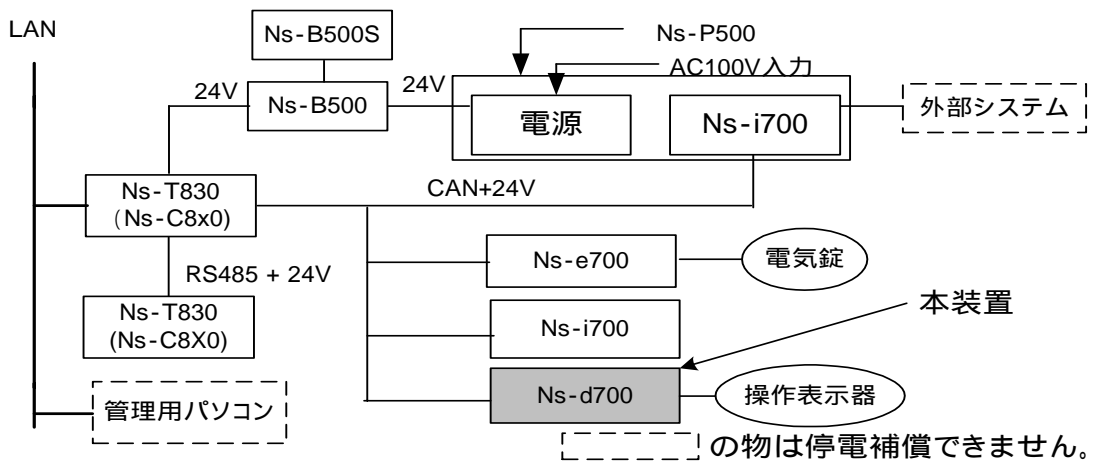 LAN
Ns-B500S
Ns-P500
AC100V入力
24V
Ns-B500
24V
電源
Ns-i700
外部システム
Ns-T830
(Ns-C8x0)
CAN+24V
RS485 + 24V
Ns-e700
電気錠
Ns-T830
(Ns-C8X0)
Ns-i700
本装置
管理用パソコン
Ns-d700
操作表示器
の物は停電補償できません。